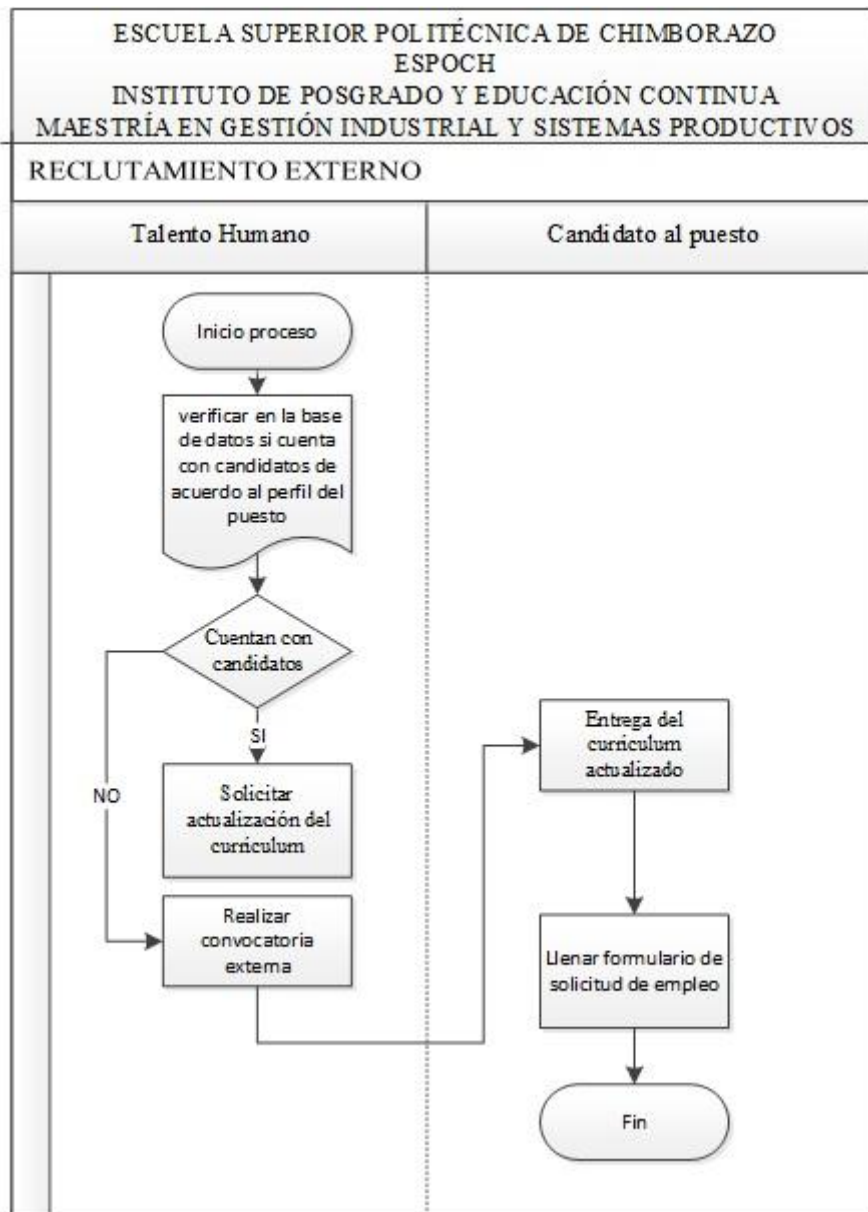 ESCUELA SUPERIOR POLITÉCNICA DE CHIMBORAZO
ESPOCH
INSTITUTO DE POSGRADO Y EDUCACIÓN CONTINUA
MAESTRÍA EN GESTIÓN INDUSTRIAL Y SISTEMAS PRODUCTIVOS
RECLUTAMIENTO EXTERNO
Talento Humano
Candidato al puesto
Inicio proceso
verificar en la base
de datos si cuenta
con candidatos de
acuerdo al perfil del
puesto
Cuentan con
candidatos
SI
NO
Solicitar
actualización del
curriculum
Realizar
convocatoria
externa
Entrega del
curriculum
actualizado
Llenar formulario de
solicitud de empleo
Fin